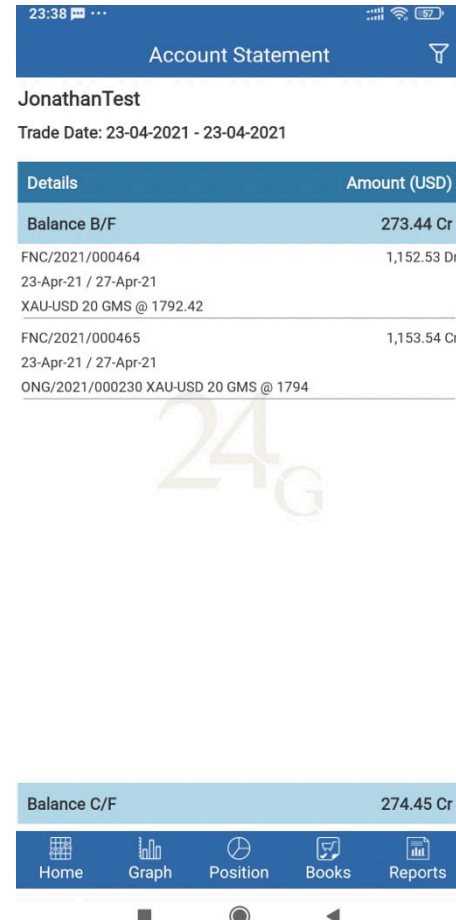 23:38
57
Account Statement
JonathanTest
Trade Date: 23-04-2021 - 23-04-2021
Details Amount (USD)
Balance B/F 273.44 Cr
FNC/2021/000464 1,152.53 Dr
23-Apr-21 / 27-Apr-21
XAU-USD 20 GMS @ 1792.42
FNC/2021/000465 1,153.54 Cr
23-Apr-21 / 27-Apr-21
ONG/2021/000230 XAU-USD 20 GMS @ 1794
24G
Balance C/F 274.45 Cr
Home Graph Position Books Reports